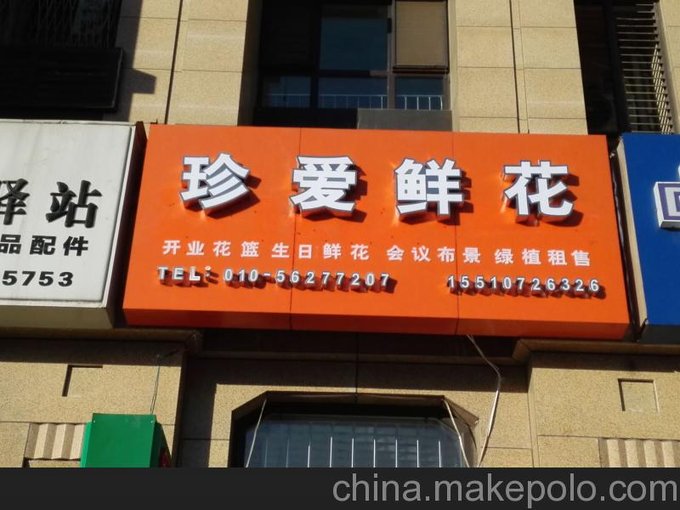 珍爱鲜花
开业花篮 生日鲜花 会议布景 绿植租售
TEL: 010-56277207 15510726326
驿站
品配件
5753
china.makepolo.com